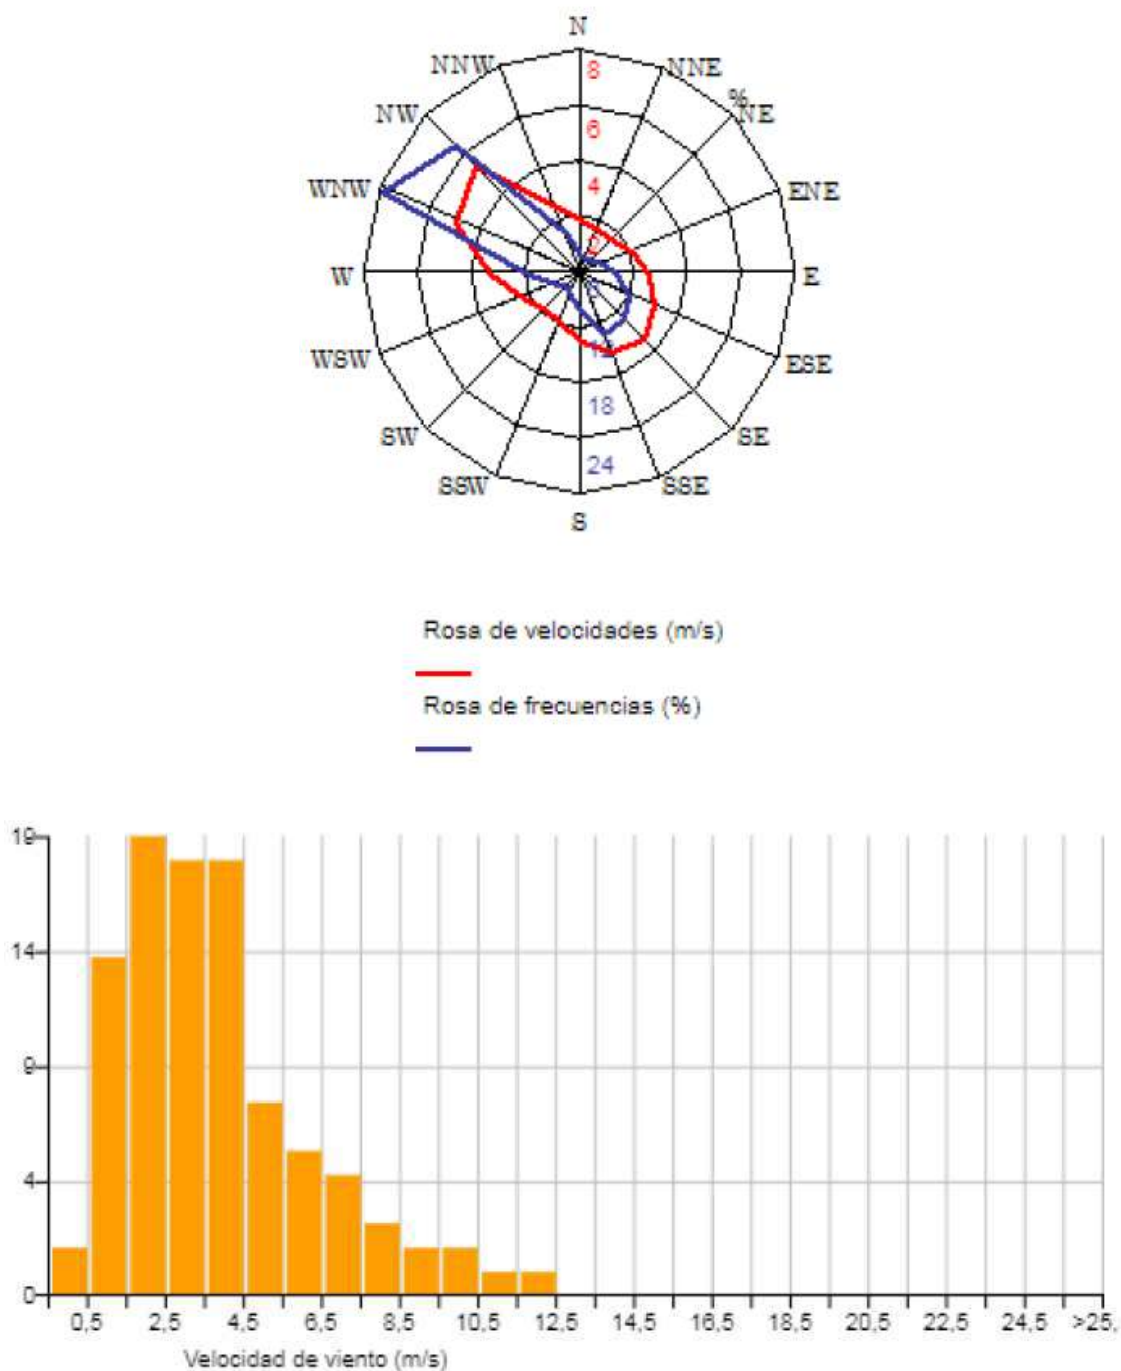 N
NNW 8 NNE
% NE
NW 6
4
WNW ENE
2
W E
12
WSW ESE
18
SW SE
24
SSW SSE
S
Rosa de velocidades (m/s)
Rosa de frecuencias (%)
19
14
9
4
0
0,5 2,5 4,5 6,5 8,5 10,5 12,5 14,5 16,5 18,5 20,5 22,5 24,5 >25,
Velocidad de viento (m/s)